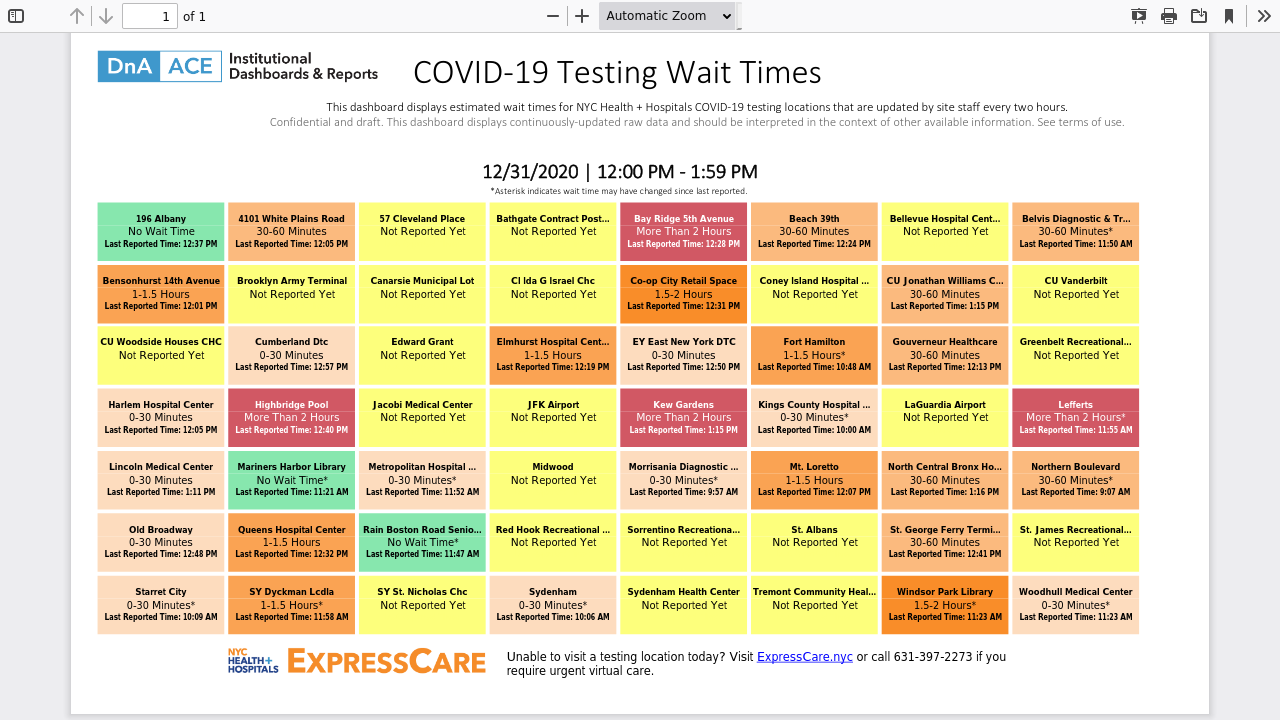 1 of 1 Automatic Zoom
DnA ACE Institutional
Dashboards & Reports
COVID-19 Testing Wait Times
This dashboard displays estimated wait times for NYC Health + Hospitals COVID-19 testing locations that are updated by site staff every two hours.
Confidential and draft. This dashboard displays continuously-updated raw data and should be interpreted in the context of other available information. See terms of use.
12/31/2020 | 12:00 PM - 1:59 PM
*Asterisk indicates wait time may have changed since last reported.
196 Albany
No Wait Time
Last Reported Time: 12:37 PM
4101 White Plains Road
30-60 Minutes
Last Reported Time: 12:05 PM
57 Cleveland Place
Not Reported Yet
Bathgate Contract Post...
Not Reported Yet
Bay Ridge 5th Avenue
More Than 2 Hours
Last Reported Time: 12:28 PM
Beach 39th
30-60 Minutes
Last Reported Time: 12:24 PM
Bellevue Hospital Cent...
Not Reported Yet
Belvis Diagnostic & Tr...
30-60 Minutes*
Last Reported Time: 11:50 AM
Bensonhurst 14th Avenue
1-1.5 Hours
Last Reported Time: 12:01 PM
Brooklyn Army Terminal
Not Reported Yet
Canarsie Municipal Lot
Not Reported Yet
Cl Ida G Israel Chc
Not Reported Yet
Co-op City Retail Space
1.5-2 Hours
Last Reported Time: 12:31 PM
Coney Island Hospital ...
Not Reported Yet
CU Jonathan Williams C...
30-60 Minutes
Last Reported Time: 1:15 PM
CU Vanderbilt
Not Reported Yet
CU Woodside Houses CHC
Not Reported Yet
Cumberland Dtc
0-30 Minutes
Last Reported Time: 12:57 PM
Edward Grant
Not Reported Yet
Elmhurst Hospital Cent...
1-1.5 Hours
Last Reported Time: 12:19 PM
EY East New York DTC
0-30 Minutes
Last Reported Time: 12:50 PM
Fort Hamilton
1-1.5 Hours*
Last Reported Time: 10:48 AM
Gouverneur Healthcare
30-60 Minutes
Last Reported Time: 12:13 PM
Greenbelt Recreational...
Not Reported Yet
Harlem Hospital Center
0-30 Minutes
Last Reported Time: 12:05 PM
Highbridge Pool
More Than 2 Hours
Last Reported Time: 12:40 PM
Jacobi Medical Center
Not Reported Yet
JFK Airport
Not Reported Yet
Kew Gardens
More Than 2 Hours
Last Reported Time: 1:15 PM
Kings County Hospital ...
0-30 Minutes*
Last Reported Time: 10:00 AM
LaGuardia Airport
Not Reported Yet
Lefferts
More Than 2 Hours*
Last Reported Time: 11:55 AM
Lincoln Medical Center
0-30 Minutes
Last Reported Time: 1:11 PM
Mariners Harbor Library
No Wait Time*
Last Reported Time: 11:21 AM
Metropolitan Hospital ...
0-30 Minutes*
Last Reported Time: 11:52 AM
Midwood
Not Reported Yet
Morrisania Diagnostic ...
0-30 Minutes*
Last Reported Time: 9:57 AM
Mt. Loretto
1-1.5 Hours
Last Reported Time: 12:07 PM
North Central Bronx Ho...
30-60 Minutes
Last Reported Time: 1:16 PM
Northern Boulevard
30-60 Minutes*
Last Reported Time: 9:07 AM
Old Broadway
0-30 Minutes
Last Reported Time: 12:48 PM
Queens Hospital Center
1-1.5 Hours
Last Reported Time: 12:32 PM
Rain Boston Road Senio...
No Wait Time*
Last Reported Time: 11:47 AM
Red Hook Recreational ...
Not Reported Yet
Sorrentino Recreationa...
Not Reported Yet
St. Albans
Not Reported Yet
St. George Ferry Termi...
30-60 Minutes
Last Reported Time: 12:41 PM
St. James Recreational...
Not Reported Yet
Starret City
0-30 Minutes*
Last Reported Time: 10:09 AM
SY Dyckman Lcdla
1-1.5 Hours*
Last Reported Time: 11:58 AM
SY St. Nicholas Chc
Not Reported Yet
Sydenham
0-30 Minutes*
Last Reported Time: 10:06 AM
Sydenham Health Center
Not Reported Yet
Tremont Community Heal...
Not Reported Yet
Windsor Park Library
1.5-2 Hours*
Last Reported Time: 11:23 AM
Woodhull Medical Center
0-30 Minutes*
Last Reported Time: 11:23 AM
NYC
HEALTH+
HOSPITALS
EXPRESSCARE
Unable to visit a testing location today? Visit ExpressCare.nyc or call 631-397-2273 if you
require urgent virtual care.